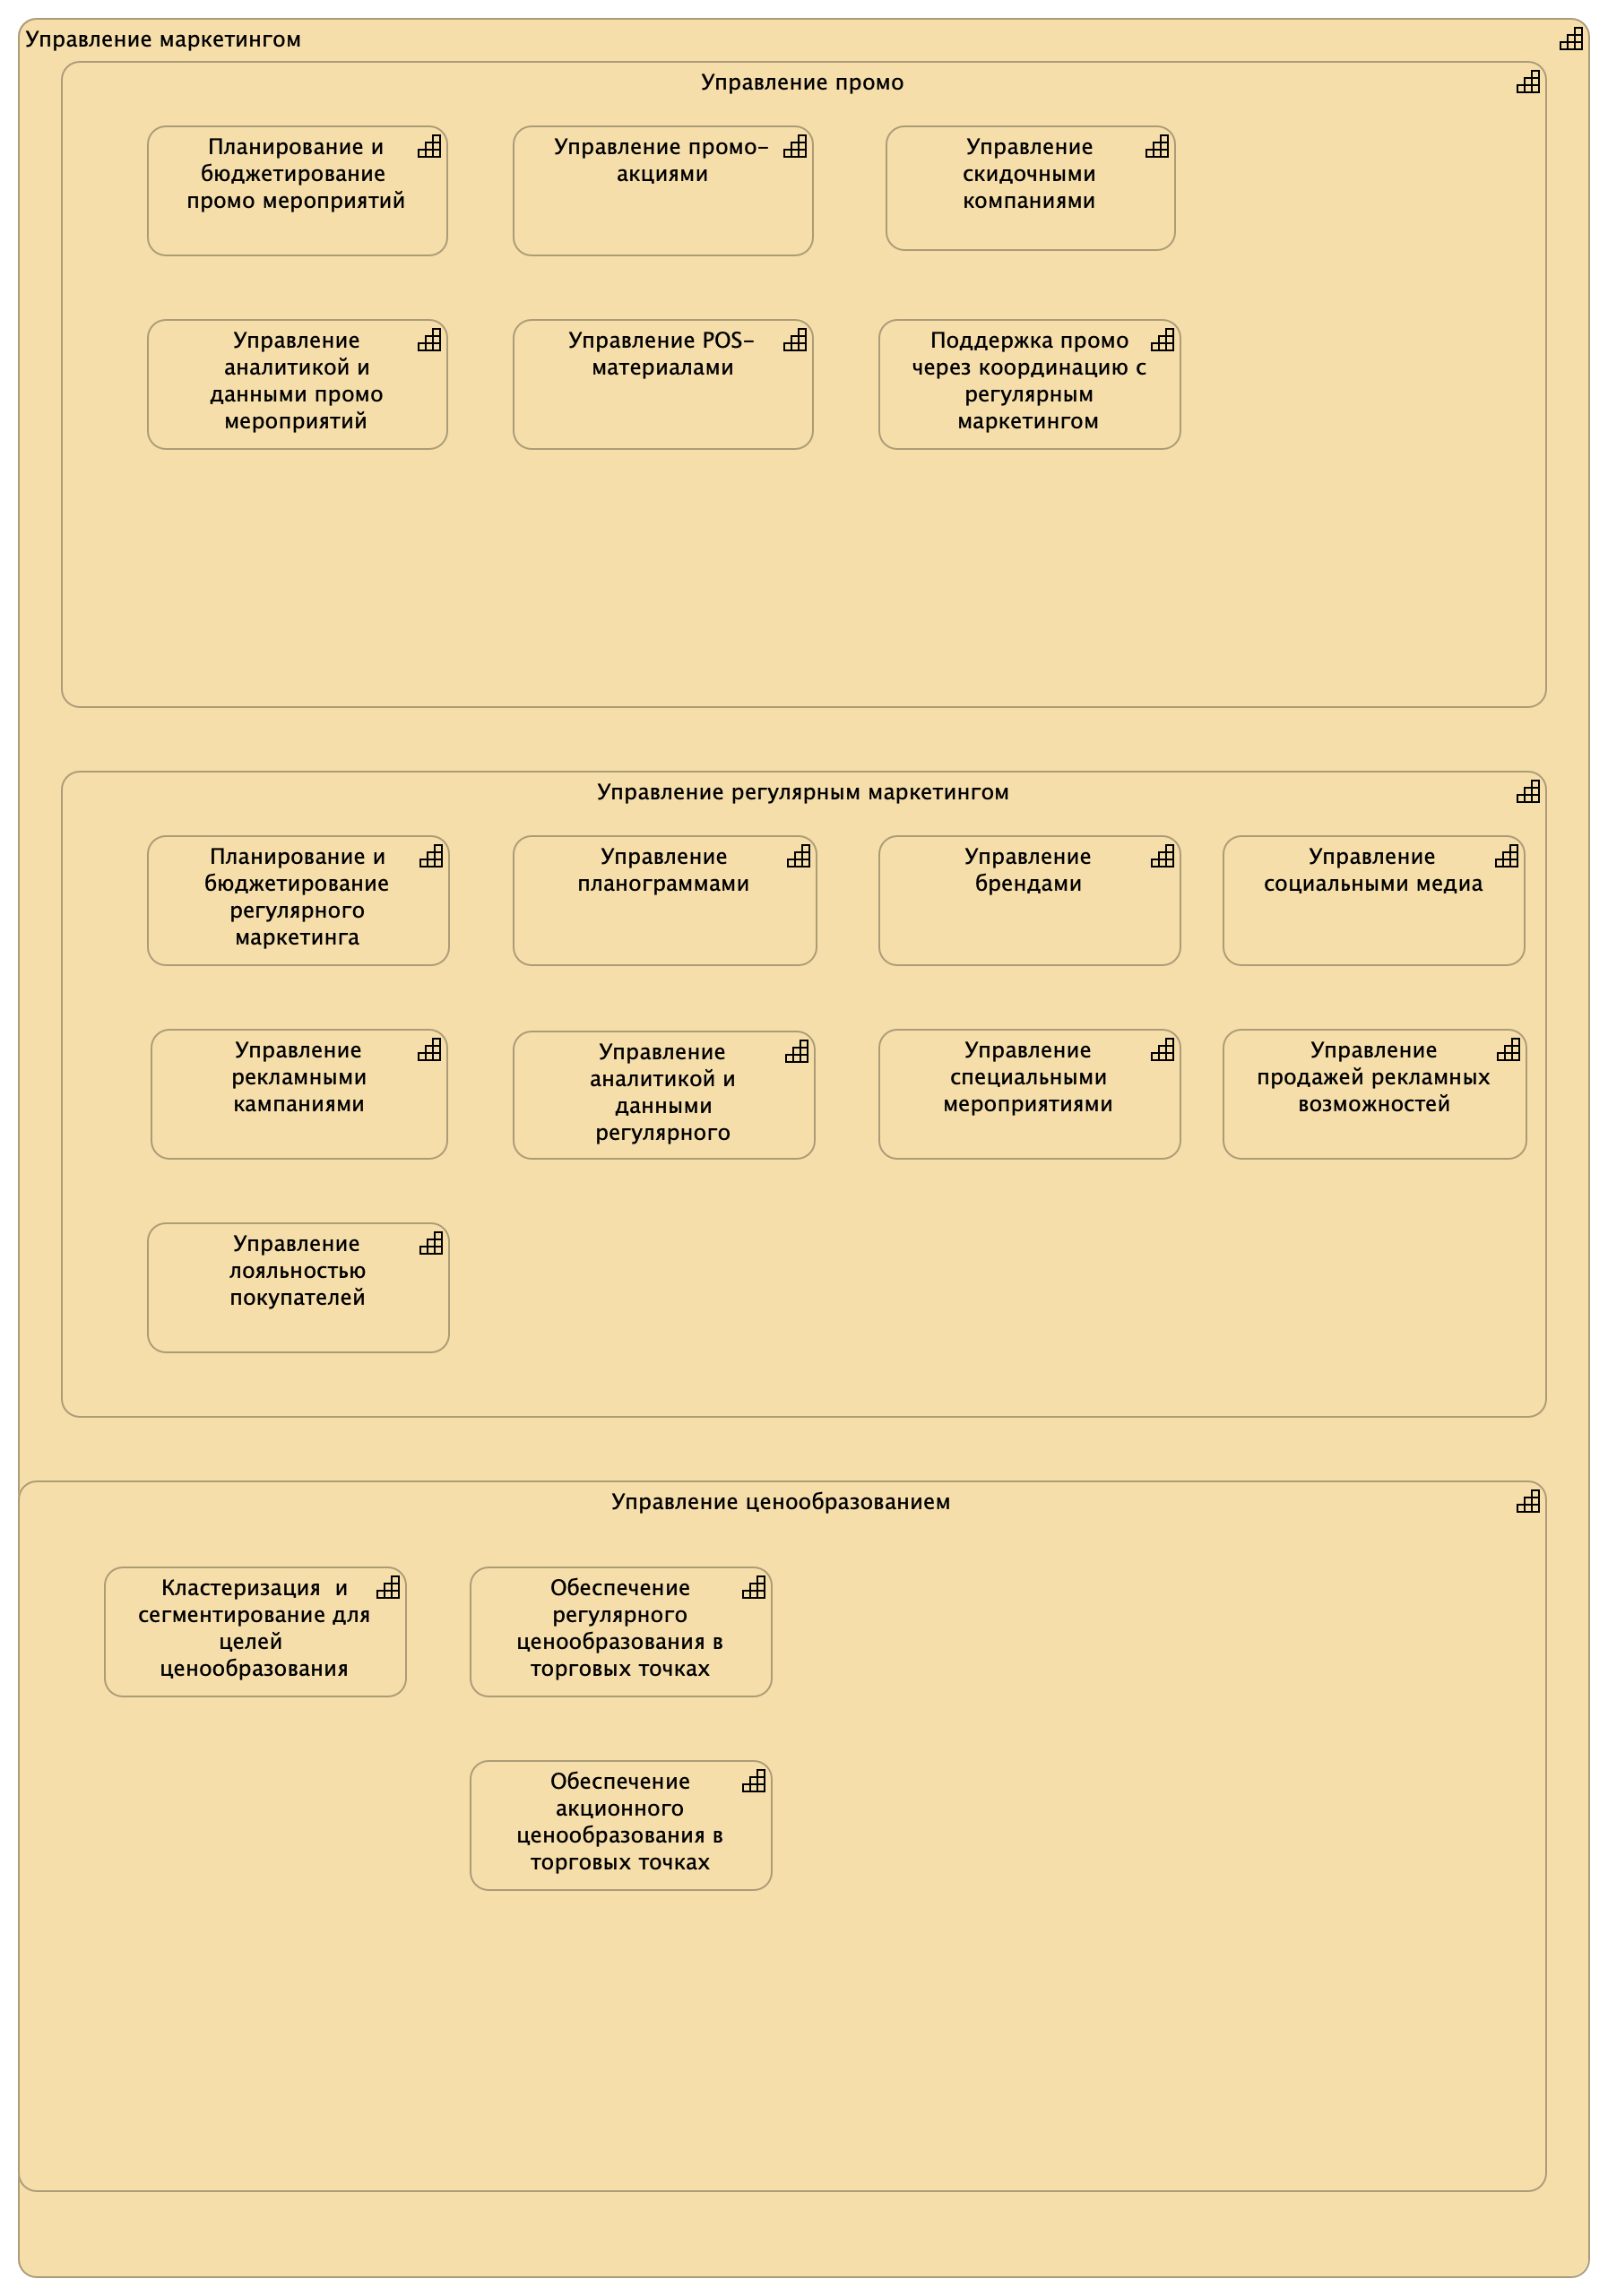 Управление маркетингом
Управление промо
Планирование и
бюджетирование
промо мероприятий
Управление промо-
акциями
Управление
скидочными
компаниями
Управление
аналитикой и
данными промо
мероприятий
Управление POS-
материалами
Поддержка промо
через координацию с
регулярным
маркетингом
Управление регулярным маркетингом
Планирование и
бюджетирование
регулярного
маркетинга
Управление
планограммами
Управление
брендами
Управление
социальными медиа
Управление
рекламными
кампаниями
Управление
аналитикой и
данными
регулярного
Управление
специальными
мероприятиями
Управление
продажей рекламных
возможностей
Управление
лояльностью
покупателей
Управление ценообразованием
Кластеризация  и
сегментирование для
целей
ценообразования
Обеспечение
регулярного
ценообразования в
торговых точках
Обеспечение
акционного
ценообразования в
торговых точках